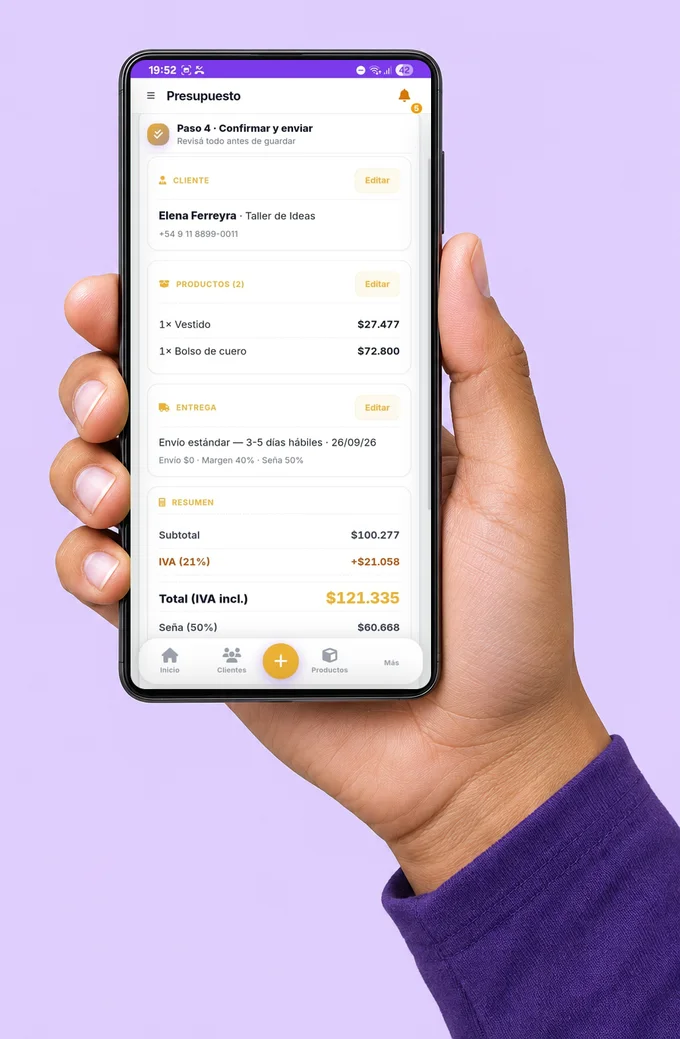 19:52
42
Presupuesto
5
Paso 4 · Confirmar y enviar
Revisá todo antes de guardar
CLIENTE
Editar
Elena Ferreyra · Taller de Ideas
+54 9 11 8899-0011
PRODUCTOS (2)
Editar
1× Vestido $27.477
1× Bolso de cuero $72.800
ENTREGA
Editar
Envío estándar — 3-5 días hábiles · 26/09/26
Envío $0 · Margen 40% · Seña 50%
RESUMEN
Subtotal $100.277
IVA (21%) +$21.058
Total (IVA incl.) $121.335
Seña (50%) $60.668
Inicio Clientes + Productos Más